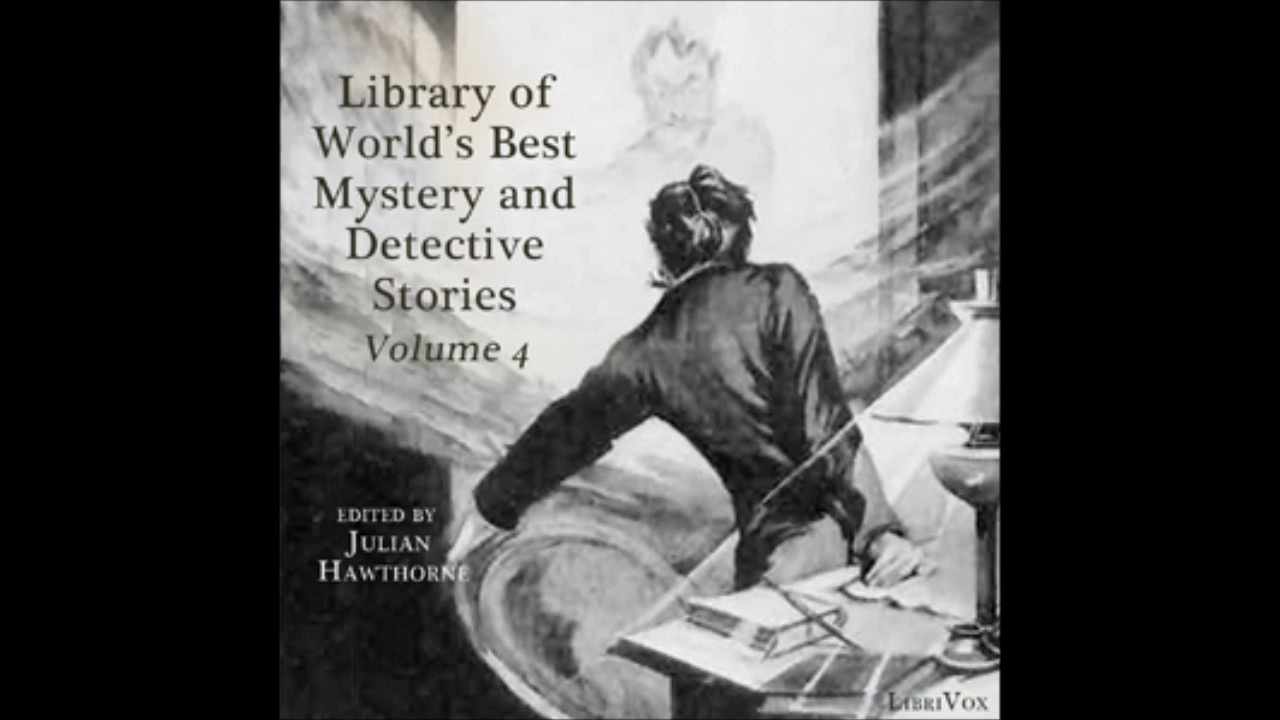 Library of
World's Best
Mystery and
Detective
Stories
Volume 4
EDITED BY
JULIAN
HAWTHORNE
LIBRIVOX